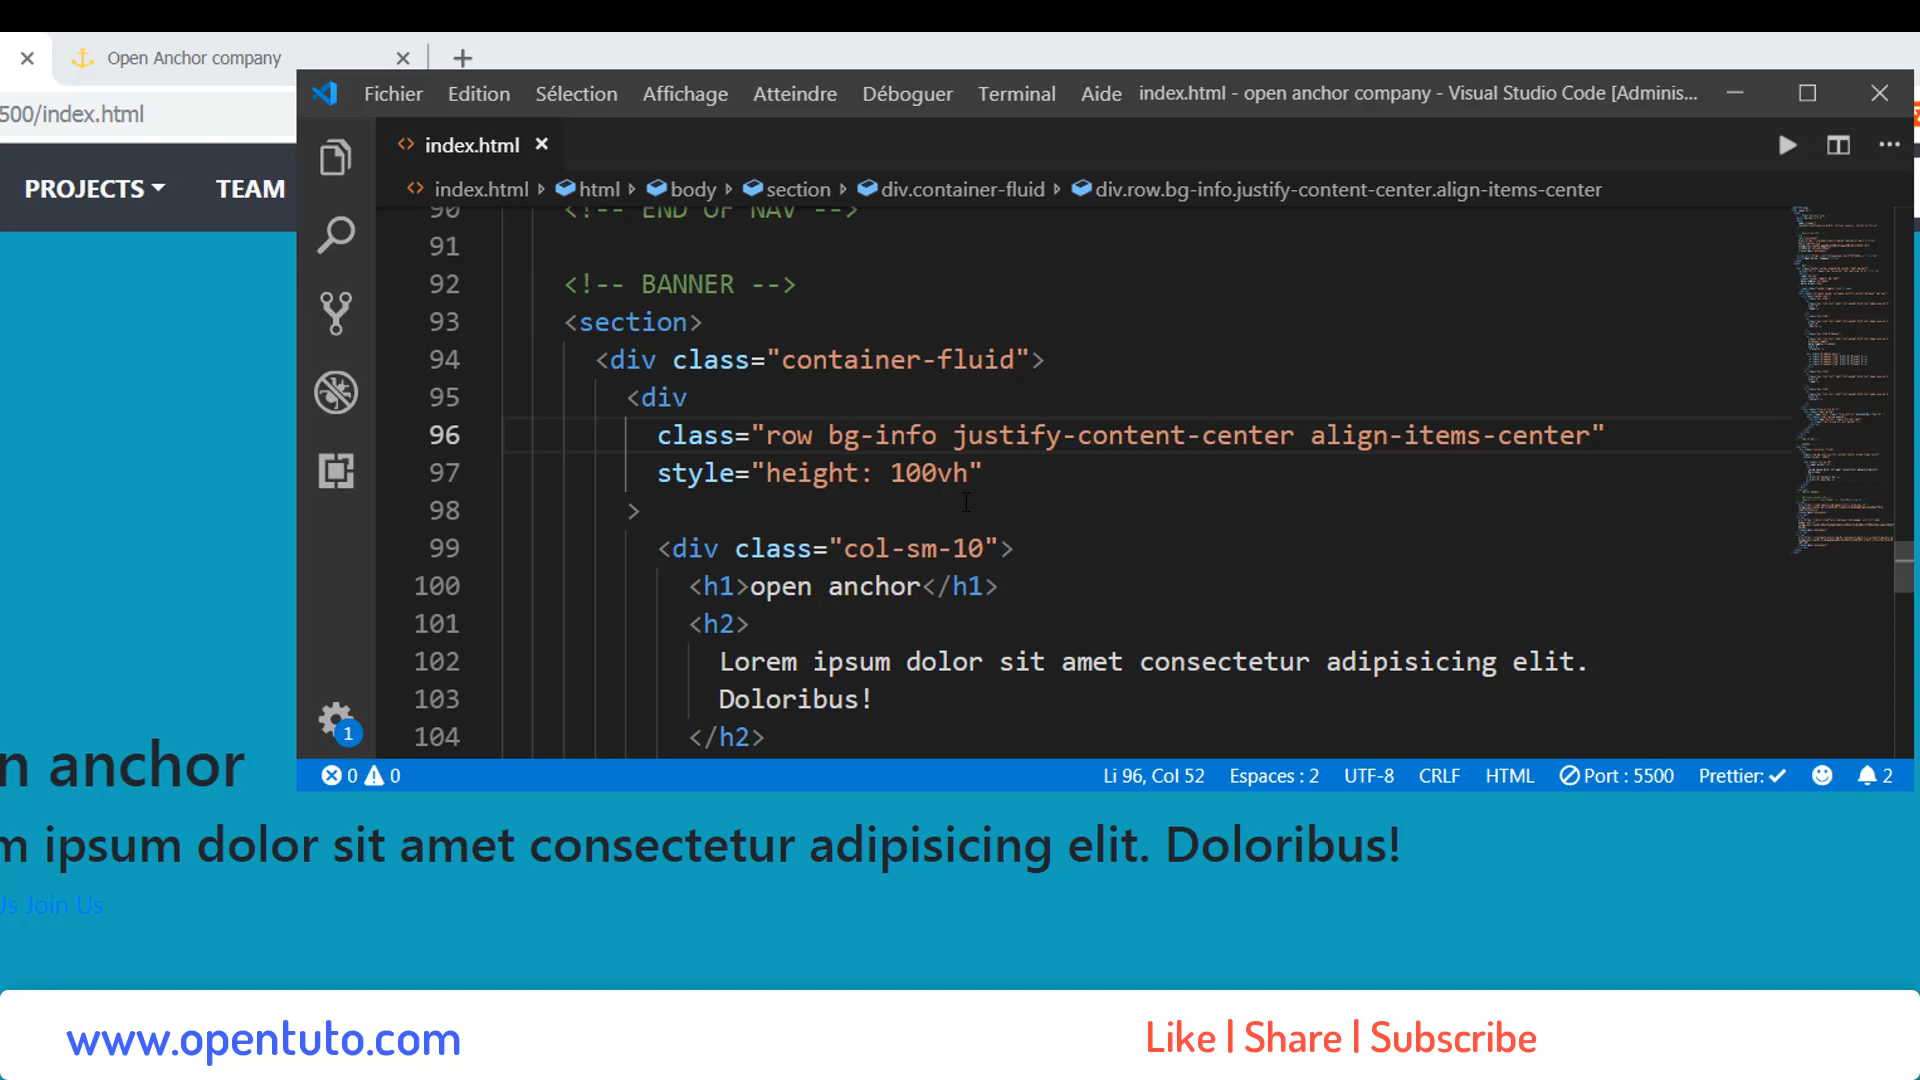 Open Anchor company
500/index.html
PROJECTS TEAM
Fichier Edition Sélection Affichage Atteindre Déboguer Terminal Aide index.html - open anchor company - Visual Studio Code [Adminis...
index.html
index.html html body section div.container-fluid div.row.bg-info.justify-content-center.align-items-center
90 <!-- END OF NAV -->
91
92 <!-- BANNER -->
93 <section>
94 <div class="container-fluid">
95 <div
96 class="row bg-info justify-content-center align-items-center"
97 style="height: 100vh"
98 >
99 <div class="col-sm-10">
100 <h1>open anchor</h1>
101 <h2>
102 Lorem ipsum dolor sit amet consectetur adipisicing elit.
103 Doloribus!
104 </h2>
1
0 0 Li 96, Col 52 Espaces : 2 UTF-8 CRLF HTML Port : 5500 Prettier: ✓ 2
n anchor
m ipsum dolor sit amet consectetur adipisicing elit. Doloribus!
Us Join Us
www.opentuto.com
Like | Share | Subscribe